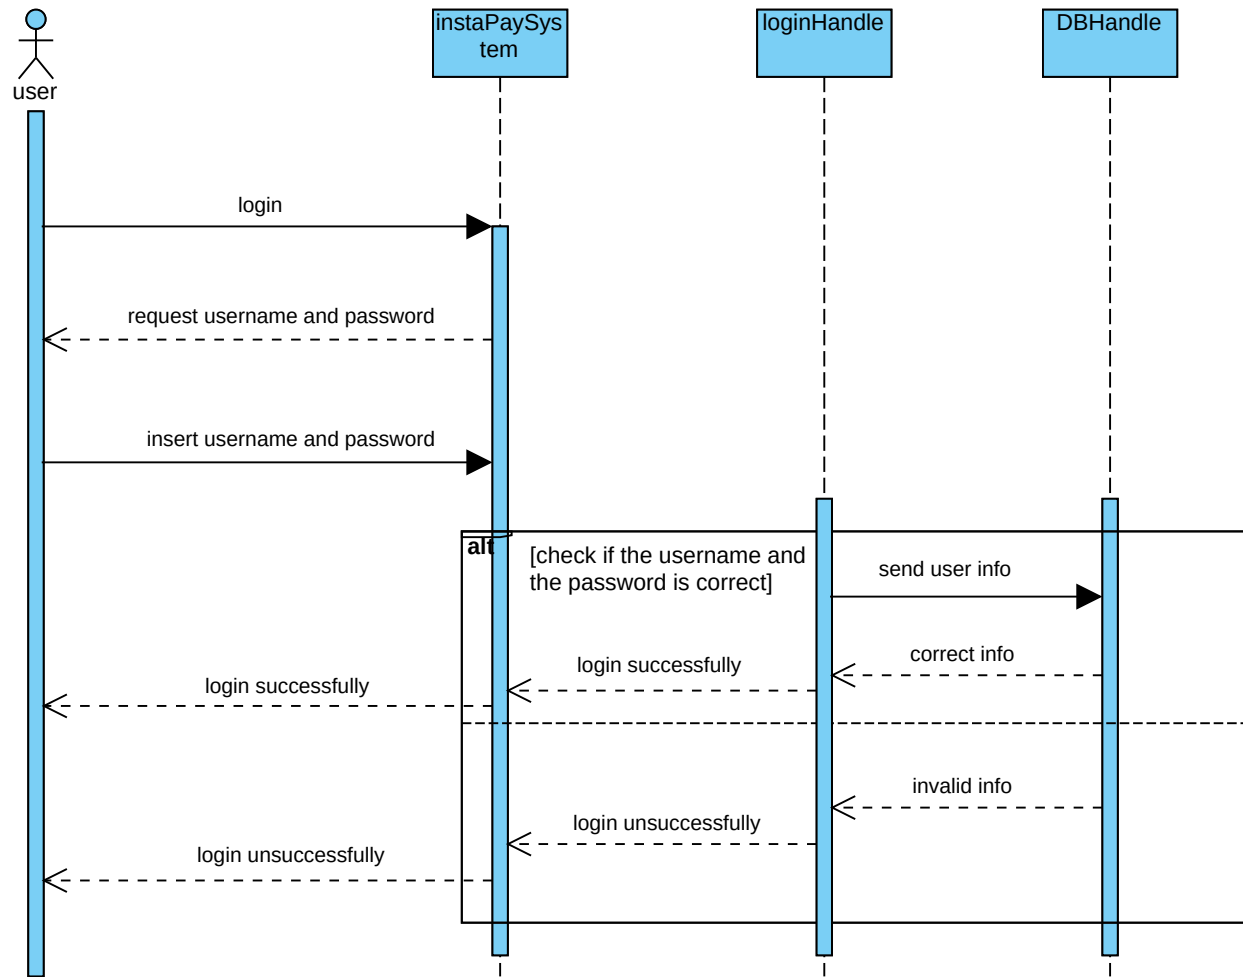 user
instaPaySys
tem
loginHandle
DBHandle
login
request username and password
insert username and password
alt
[check if the username and
the password is correct]
send user info
correct info
login successfully
login successfully
invalid info
login unsuccessfully
login unsuccessfully